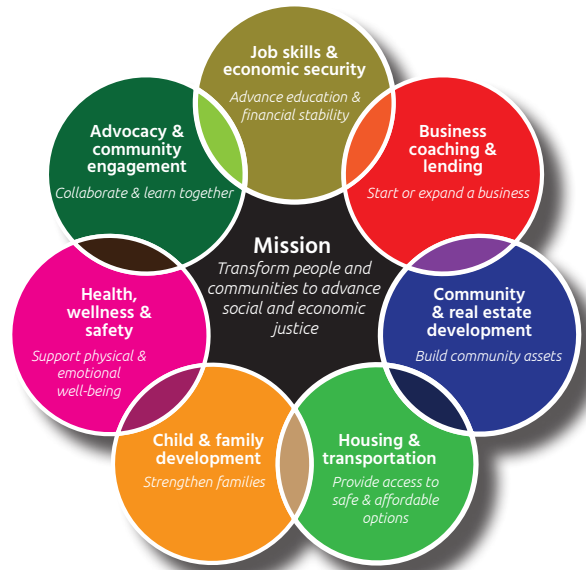 Job skills &
economic security
Advance education &
financial stability
Business
coaching &
lending
Start or expand a business
Community
& real estate
development
Build community assets
Housing &
transportation
Provide access to
safe & affordable
options
Child & family
development
Strengthen families
Health,
wellness &
safety
Support physical &
emotional
well-being
Advocacy &
community
engagement
Collaborate & learn together
Mission
Transform people and
communities to advance
social and economic
justice